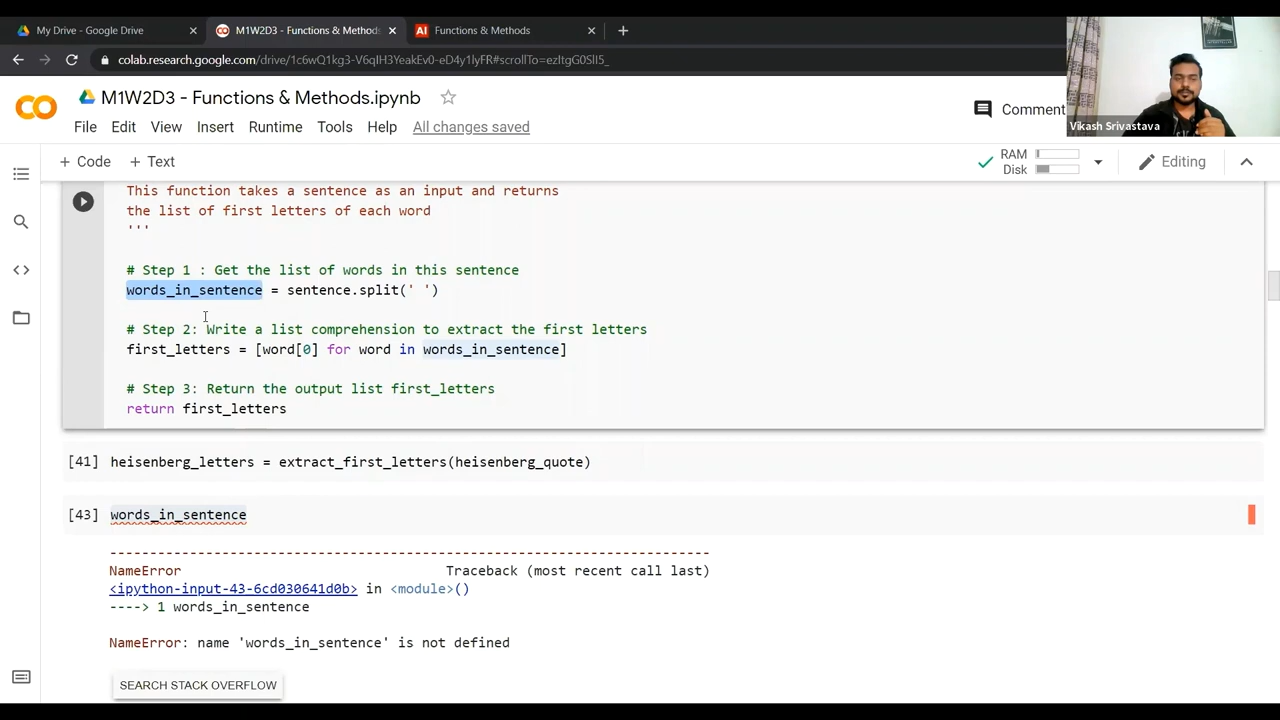 My Drive - Google Drive
M1W2D3 - Functions & Methods
Functions & Methods
colab.research.google.com/drive/1c6wQ1kg3-V6qIH3YeakEv0-eD4y1lyFR#scrollTo=ezItgG0SlI5_
M1W2D3 - Functions & Methods.ipynb
File Edit View Insert Runtime Tools Help All changes saved
Comment
Vikash Srivastava
+ Code + Text
RAM
Disk
Editing
This function takes a sentence as an input and returns
the list of first letters of each word
'''
# Step 1 : Get the list of words in this sentence
words_in_sentence = sentence.split(' ')
# Step 2: Write a list comprehension to extract the first letters
first_letters = [word[0] for word in words_in_sentence]
# Step 3: Return the output list first_letters
return first_letters
[41] heisenberg_letters = extract_first_letters(heisenberg_quote)
[43] words_in_sentence
---------------------------------------------------------------------------
NameError Traceback (most recent call last)
<ipython-input-43-6cd030641d0b> in <module>()
----> 1 words_in_sentence
NameError: name 'words_in_sentence' is not defined
SEARCH STACK OVERFLOW